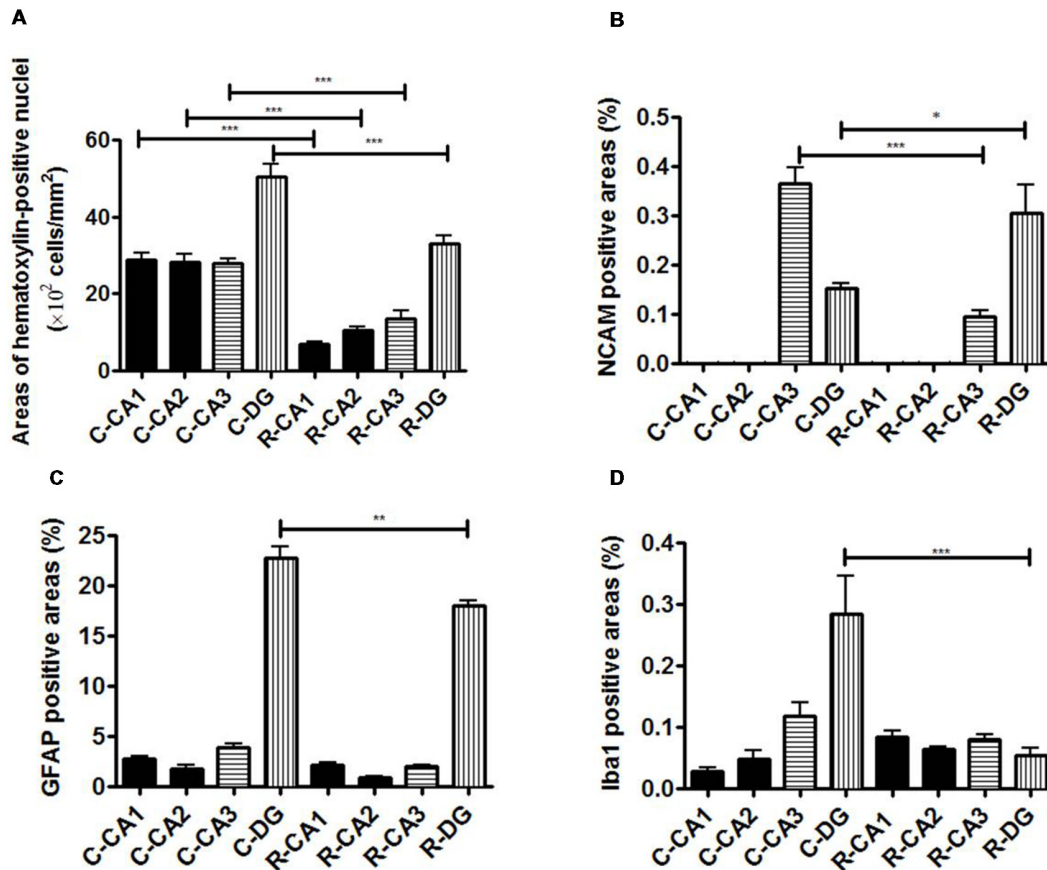 A
Areas of hematoxylin-positive nuclei
(×10² cells/mm²)
60
40
20
0
***
***
***
***
C-CA1
C-CA2
C-CA3
C-DG
R-CA1
R-CA2
R-CA3
R-DG
B
NCAM positive areas (%)
0.5
0.4
0.3
0.2
0.1
0.0
*
***
C-CA1
C-CA2
C-CA3
C-DG
R-CA1
R-CA2
R-CA3
R-DG
C
GFAP positive areas (%)
25
20
15
10
5
0
**
C-CA1
C-CA2
C-CA3
C-DG
R-CA1
R-CA2
R-CA3
R-DG
D
Iba1 positive areas (%)
0.4
0.3
0.2
0.1
0.0
***
C-CA1
C-CA2
C-CA3
C-DG
R-CA1
R-CA2
R-CA3
R-DG